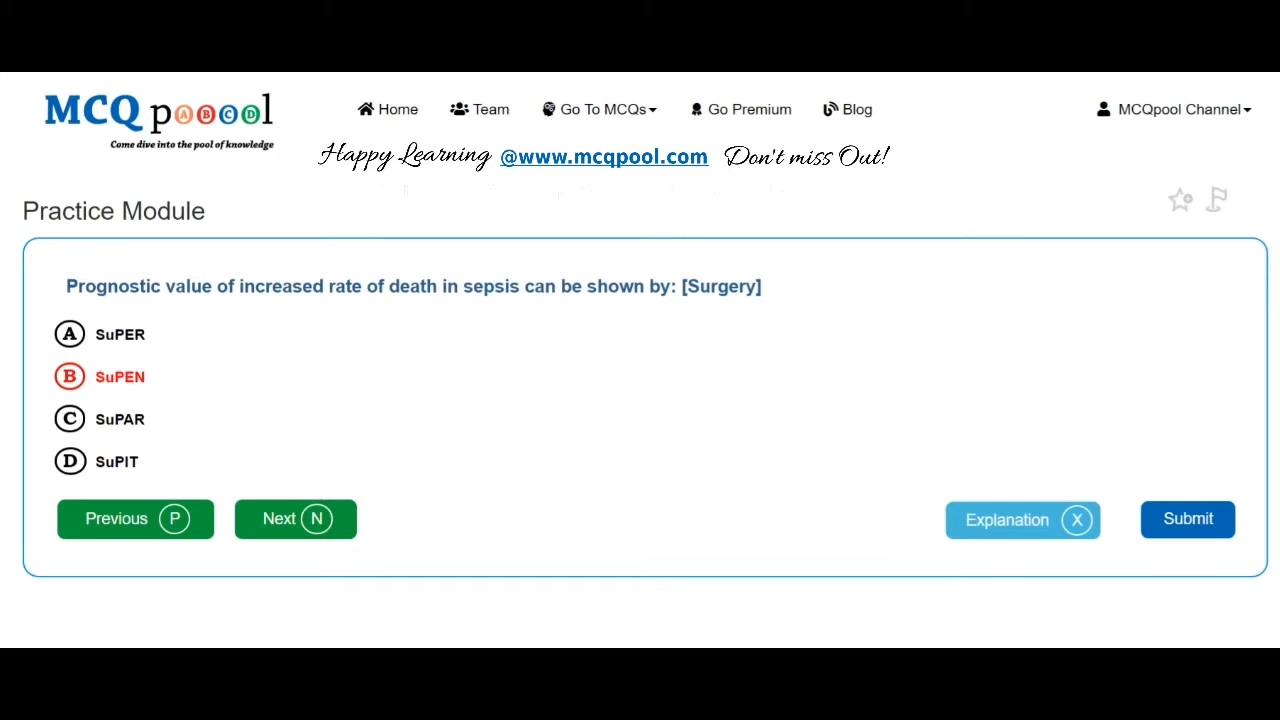 MCQ pABCDl
Come dive into the pool of knowledge
Home Team Go To MCQs Go Premium Blog MCQpool Channel
Happy Learning @www.mcqpool.com Don't miss Out!
Practice Module
Prognostic value of increased rate of death in sepsis can be shown by: [Surgery]
A SuPER
B SuPEN
C SuPAR
D SuPIT
Previous P Next N Explanation X Submit